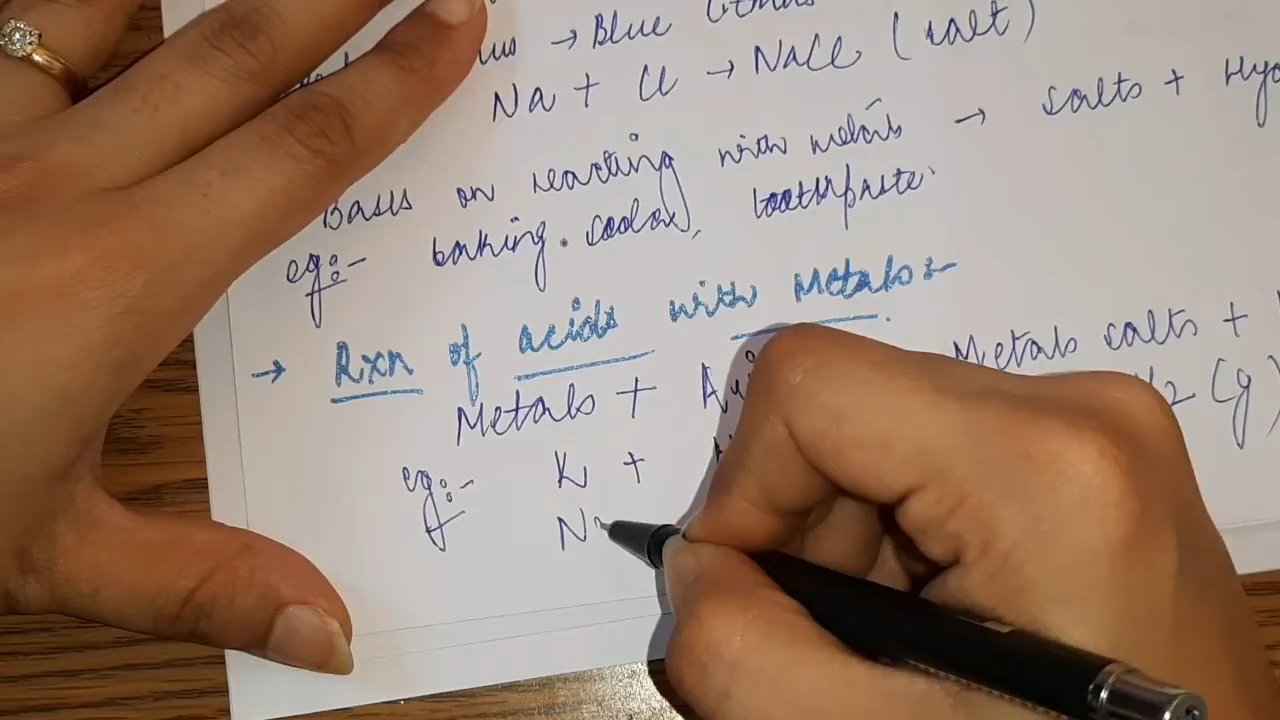 → Blue
Na + Cl → NaCl (salt)
Bases on reacting with metals → salts +
eg:- baking soda, toothpaste.
→ Rxn of acids with Metals:-
Metals + Metals salts +
eg:- K + H2 (g)
N